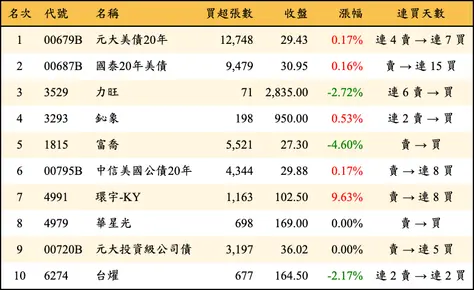 名次 代號 名稱 買超張數 收盤 漲幅 連買天數
1 00679B 元大美債20年 12,748 29.43 0.17% 連 4 賣 → 連 7 買
2 00687B 國泰20年美債 9,479 30.95 0.16% 賣 → 連 15 買
3 3529 力旺 71 2,835.00 -2.72% 連 6 賣 → 買
4 3293 鈊象 198 950.00 0.53% 連 2 賣 → 買
5 1815 富喬 5,521 27.30 -4.60% 賣 → 買
6 00795B 中信美國公債20年 4,344 29.88 0.17% 賣 → 連 8 買
7 4991 環宇-KY 1,163 102.50 9.63% 賣 → 連 8 買
8 4979 華星光 698 169.00 0.00% 賣 → 買
9 00720B 元大投資級公司債 3,197 36.02 0.00% 賣 → 連 5 買
10 6274 台燿 677 164.50 -2.17% 連 2 賣 → 連 2 買